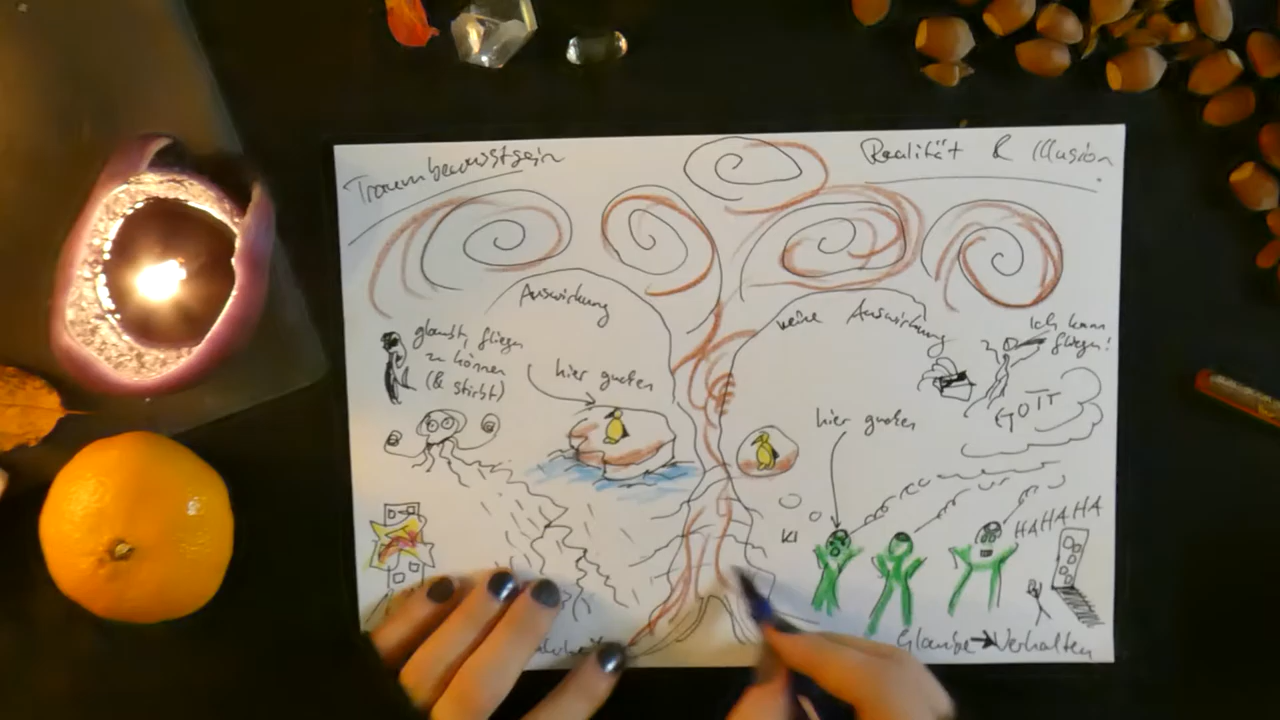 Traumbewusstsein
Realität & Illusion
Auswirkung
keine Auswirkung
glaubt, fliegen
zu können
(& stirbt)
hier gucken
Ich kann
fliegen!
GOTT
hier gucken
KI
HAHAHA
Glaube → Verhalten